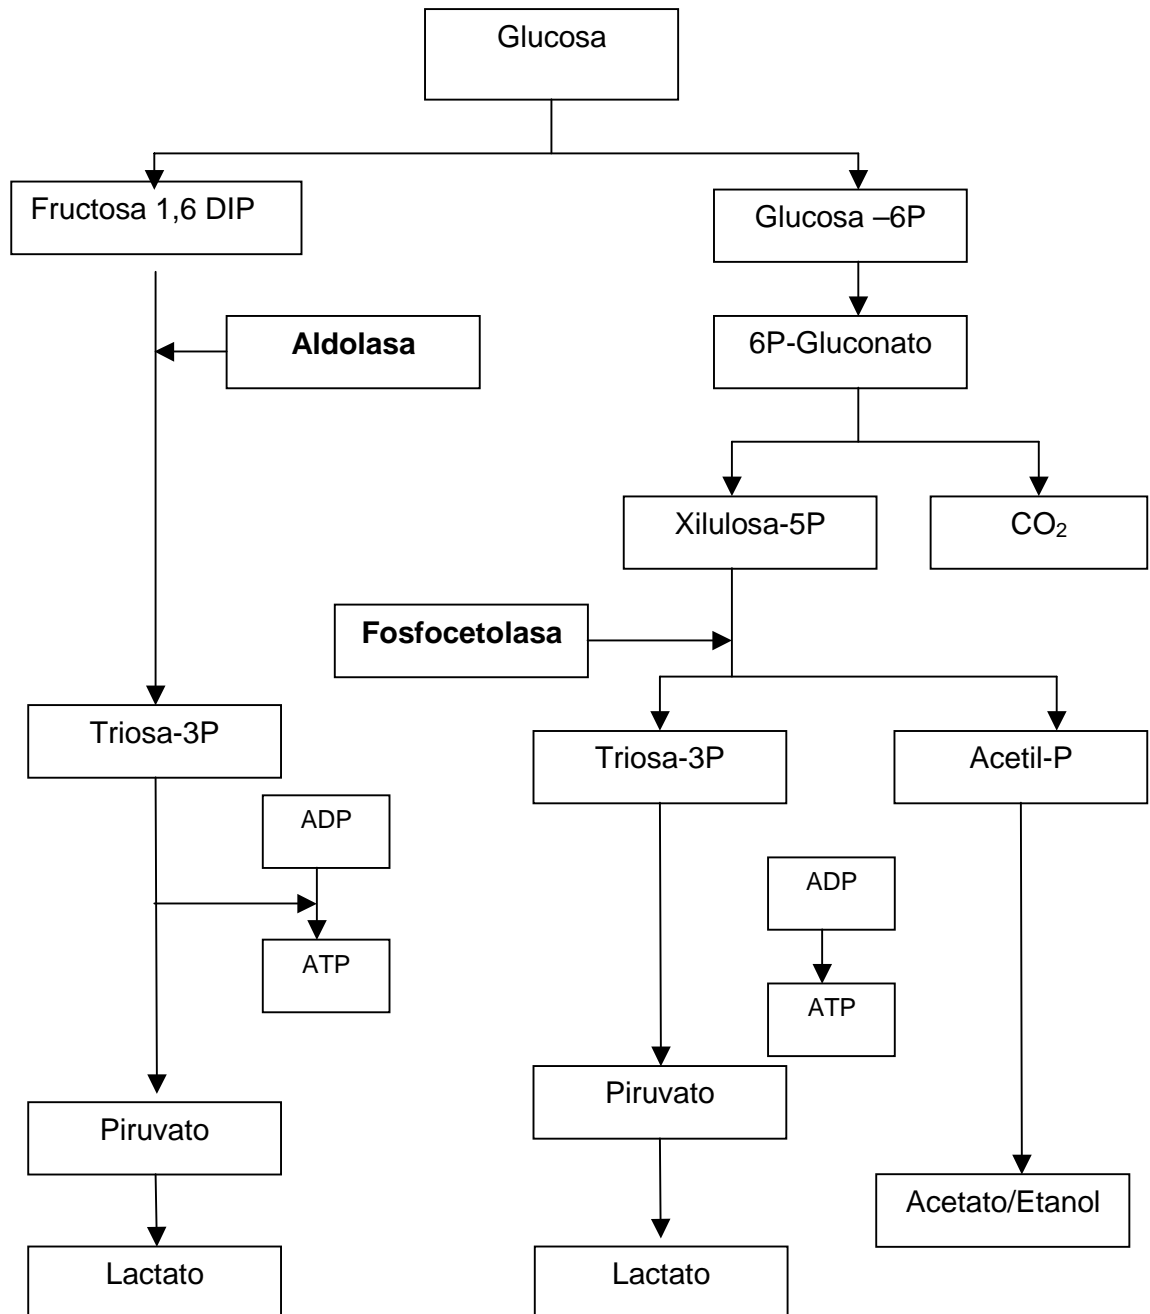 Glucosa
Fructosa 1,6 DIP
Glucosa –6P
Aldolasa
6P-Gluconato
Xilulosa-5P
CO₂
Fosfocetolasa
Triosa-3P
Triosa-3P
Acetil-P
ADP
ADP
ATP
ATP
Piruvato
Piruvato
Acetato/Etanol
Lactato
Lactato